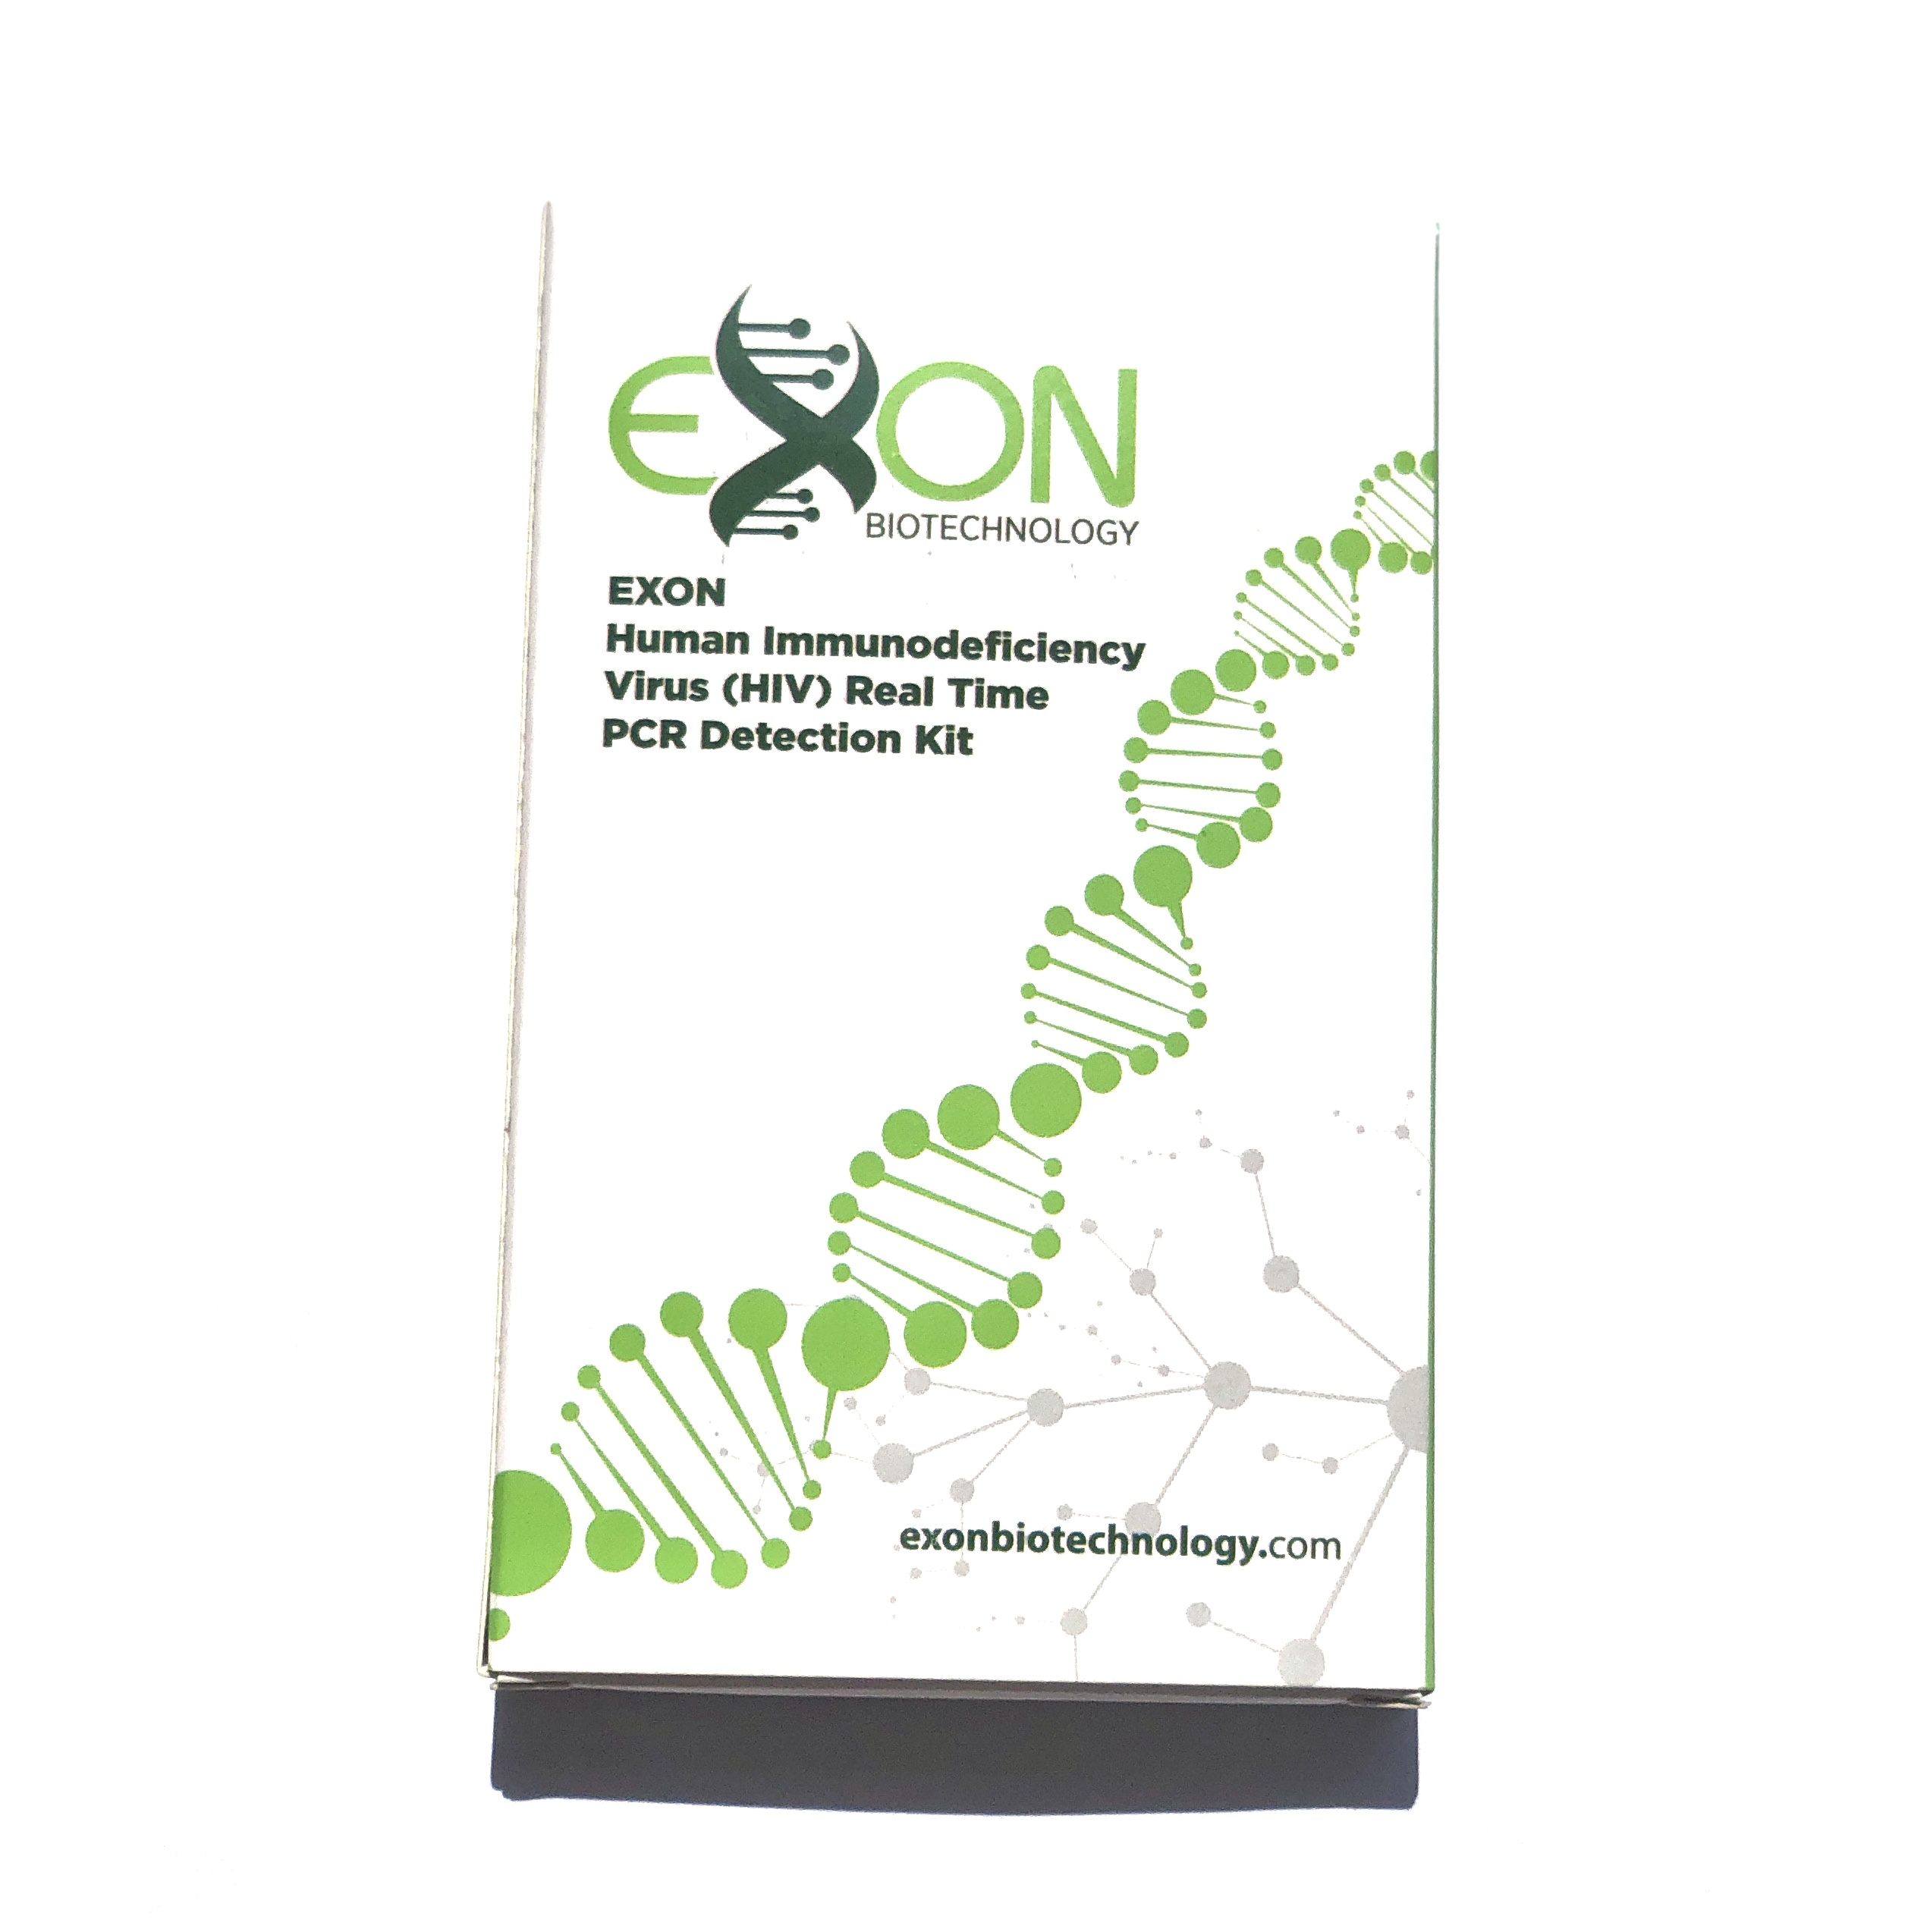 EXON
BIOTECHNOLOGY
EXON
Human Immunodeficiency
Virus (HIV) Real Time
PCR Detection Kit
exonbiotechnology.com